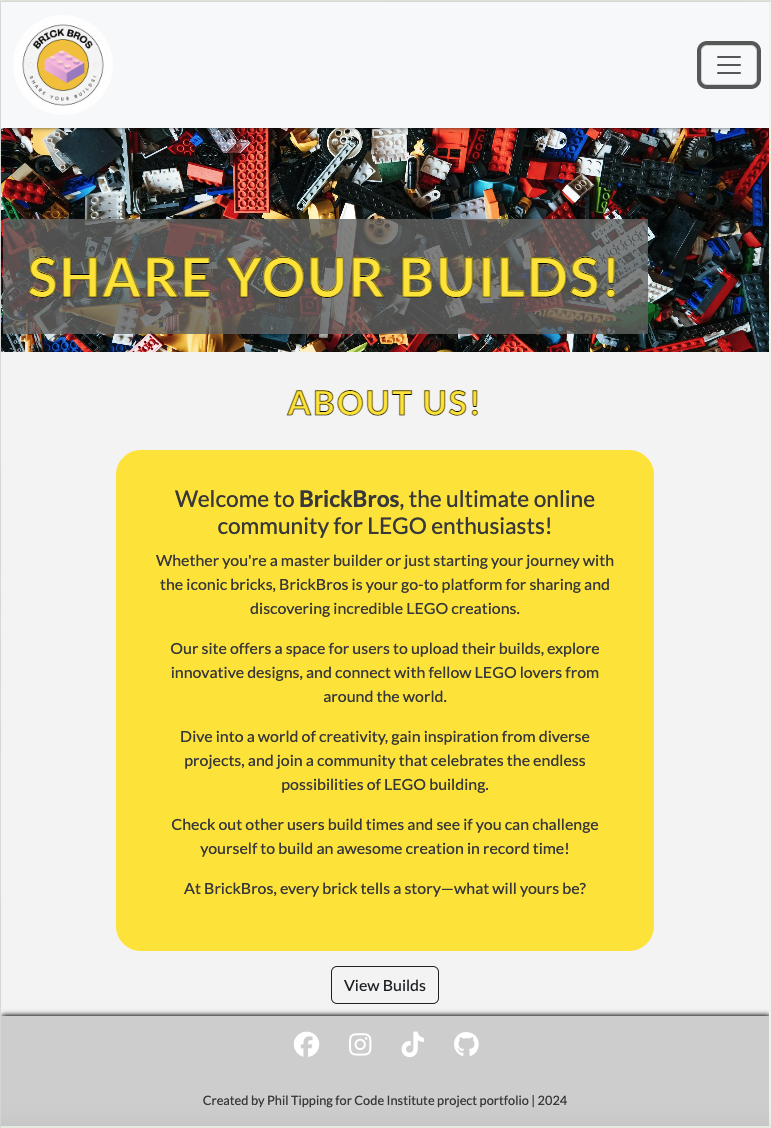 BRICK BROS
SHARE YOUR BUILDS!
SHARE YOUR BUILDS!
ABOUT US!
Welcome to BrickBros, the ultimate online
community for LEGO enthusiasts!
Whether you're a master builder or just starting your journey with
the iconic bricks, BrickBros is your go-to platform for sharing and
discovering incredible LEGO creations.
Our site offers a space for users to upload their builds, explore
innovative designs, and connect with fellow LEGO lovers from
around the world.
Dive into a world of creativity, gain inspiration from diverse
projects, and join a community that celebrates the endless
possibilities of LEGO building.
Check out other users build times and see if you can challenge
yourself to build an awesome creation in record time!
At BrickBros, every brick tells a story—what will yours be?
View Builds
Created by Phil Tipping for Code Institute project portfolio | 2024